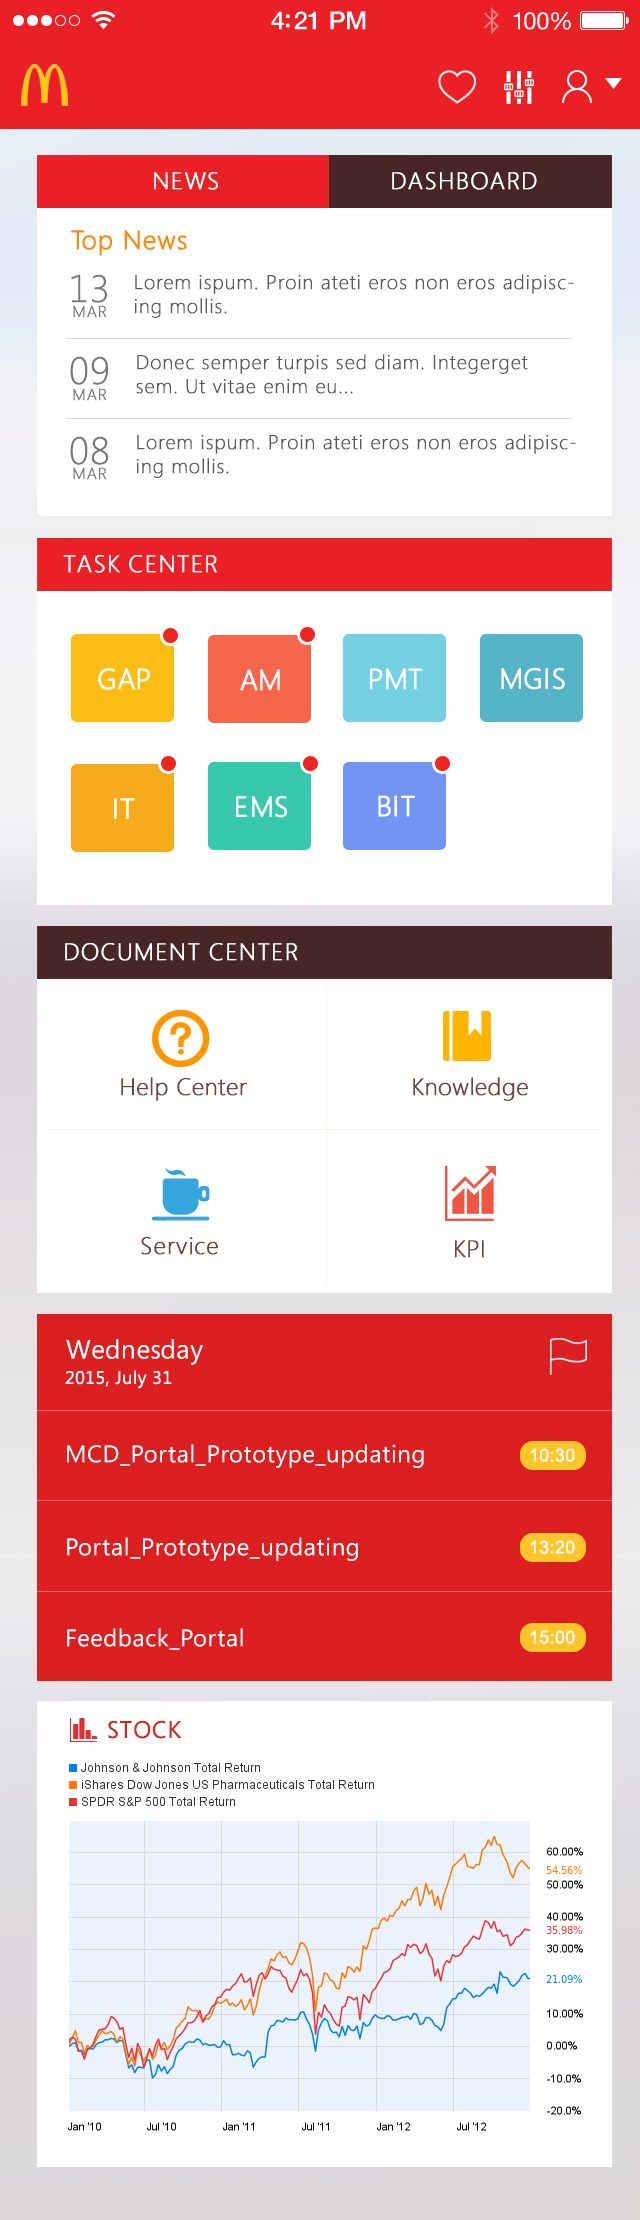 4:21 PM
100%
NEWS
DASHBOARD
Top News
13
MAR
Lorem ispum. Proin ateti eros non eros adipisc-
ing mollis.
09
MAR
Donec semper turpis sed diam. Integerget
sem. Ut vitae enim eu...
08
MAR
Lorem ispum. Proin ateti eros non eros adipisc-
ing mollis.
TASK CENTER
GAP
AM
PMT
MGIS
IT
EMS
BIT
DOCUMENT CENTER
Help Center
Knowledge
Service
KPI
Wednesday
2015, July 31
MCD_Portal_Prototype_updating
10:30
Portal_Prototype_updating
13:20
Feedback_Portal
15:00
STOCK
Johnson & Johnson Total Return
iShares Dow Jones US Pharmaceuticals Total Return
SPDR S&P 500 Total Return
60.00%
54.56%
50.00%
40.00%
35.98%
30.00%
21.09%
10.00%
0.00%
-10.0%
-20.0%
Jan '10
Jul '10
Jan '11
Jul '11
Jan '12
Jul '12